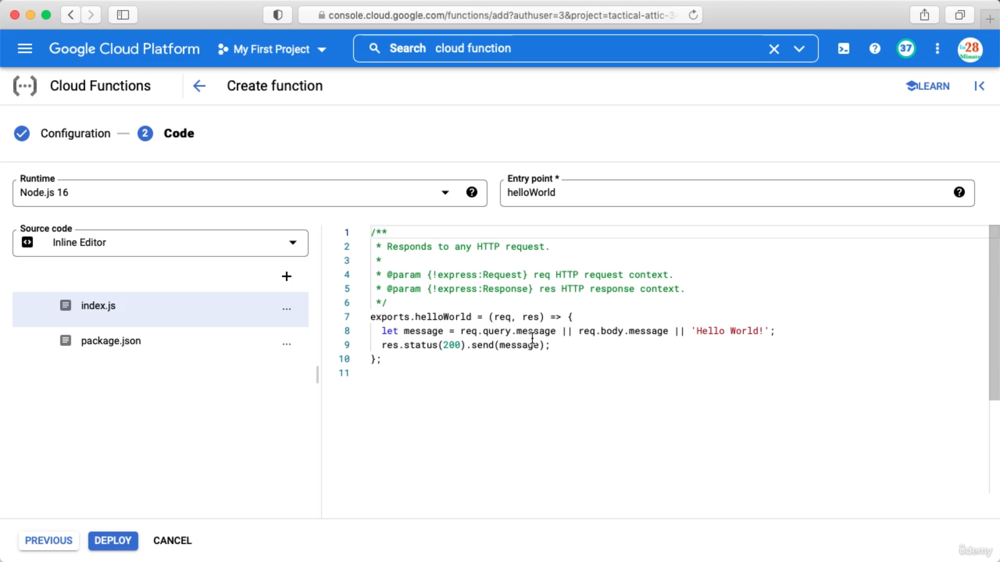 console.cloud.google.com/functions/add?authuser=3&project=tactical-attic-3
Google Cloud Platform
My First Project
Search cloud function
37
in28
Minutes
Cloud Functions
Create function
LEARN
Configuration
2 Code
Runtime
Node.js 16
Entry point *
helloWorld
Source code
Inline Editor
index.js
...
package.json
...
1 /**
2  * Responds to any HTTP request.
3  *
4  * @param {!express:Request} req HTTP request context.
5  * @param {!express:Response} res HTTP response context.
6  */
7 exports.helloWorld = (req, res) => {
8   let message = req.query.message || req.body.message || 'Hello World!';
9   res.status(200).send(message);
10 };
11
PREVIOUS
DEPLOY
CANCEL
ûdemy